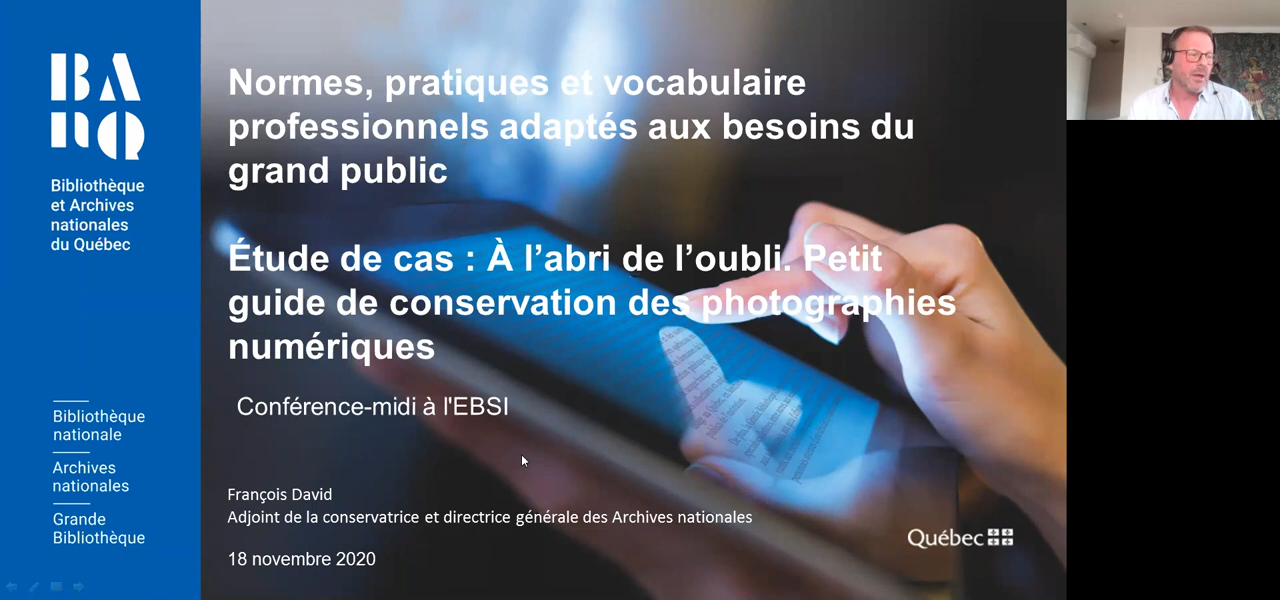 BA
nQ
Bibliothèque
et Archives
nationales
du Québec
Bibliothèque
nationale
Archives
nationales
Grande
Bibliothèque
Normes, pratiques et vocabulaire
professionnels adaptés aux besoins du
grand public
Étude de cas : À l’abri de l’oubli. Petit
guide de conservation des photographies
numériques
Conférence-midi à l'EBSI
François David
Adjoint de la conservatrice et directrice générale des Archives nationales
18 novembre 2020
Québec